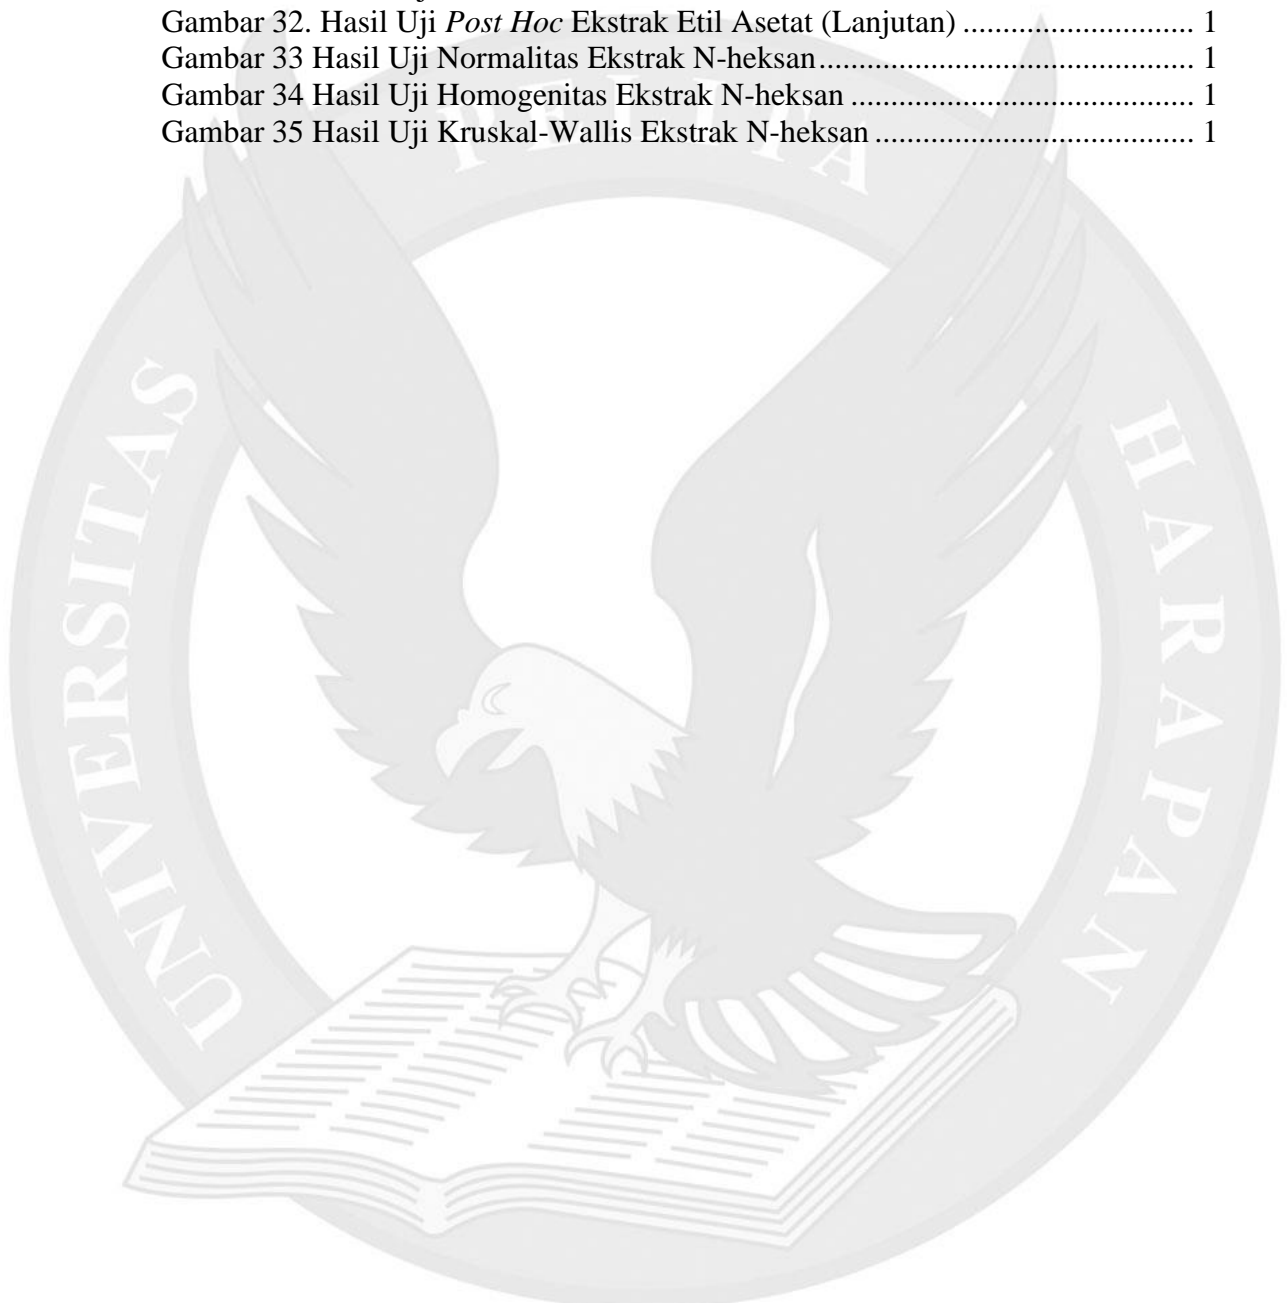 Gambar 32. Hasil Uji Post Hoc Ekstrak Etil Asetat (Lanjutan) ............................. 1
Gambar 33 Hasil Uji Normalitas Ekstrak N-heksan............................................... 1
Gambar 34 Hasil Uji Homogenitas Ekstrak N-heksan ........................................... 1
Gambar 35 Hasil Uji Kruskal-Wallis Ekstrak N-heksan ........................................ 1
UNIVERSITAS PELITA HARAPAN